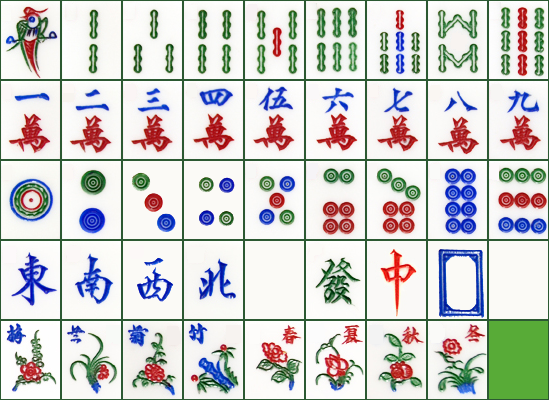 一 二 三 四 伍 六 七 八 九
萬 萬 萬 萬 萬 萬 萬 萬 萬
東 南 西 北 發 中
梅 兰 菊 竹 春 夏 秋 冬